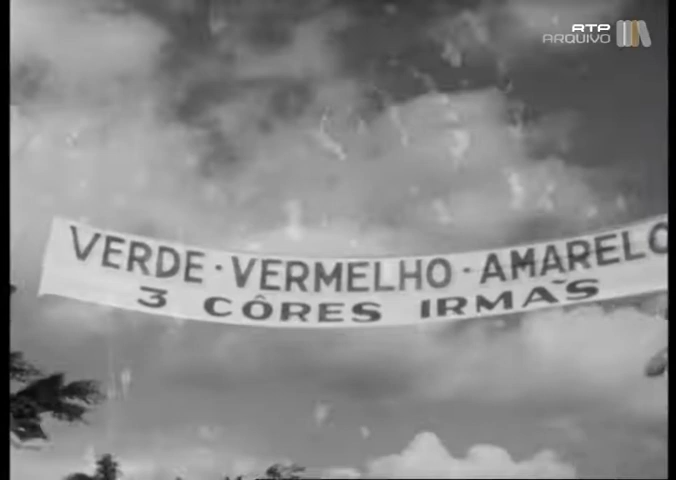 RTP
ARQUIVO
VERDE · VERMELHO · AMARELO
3 CÔRES IRMÃS